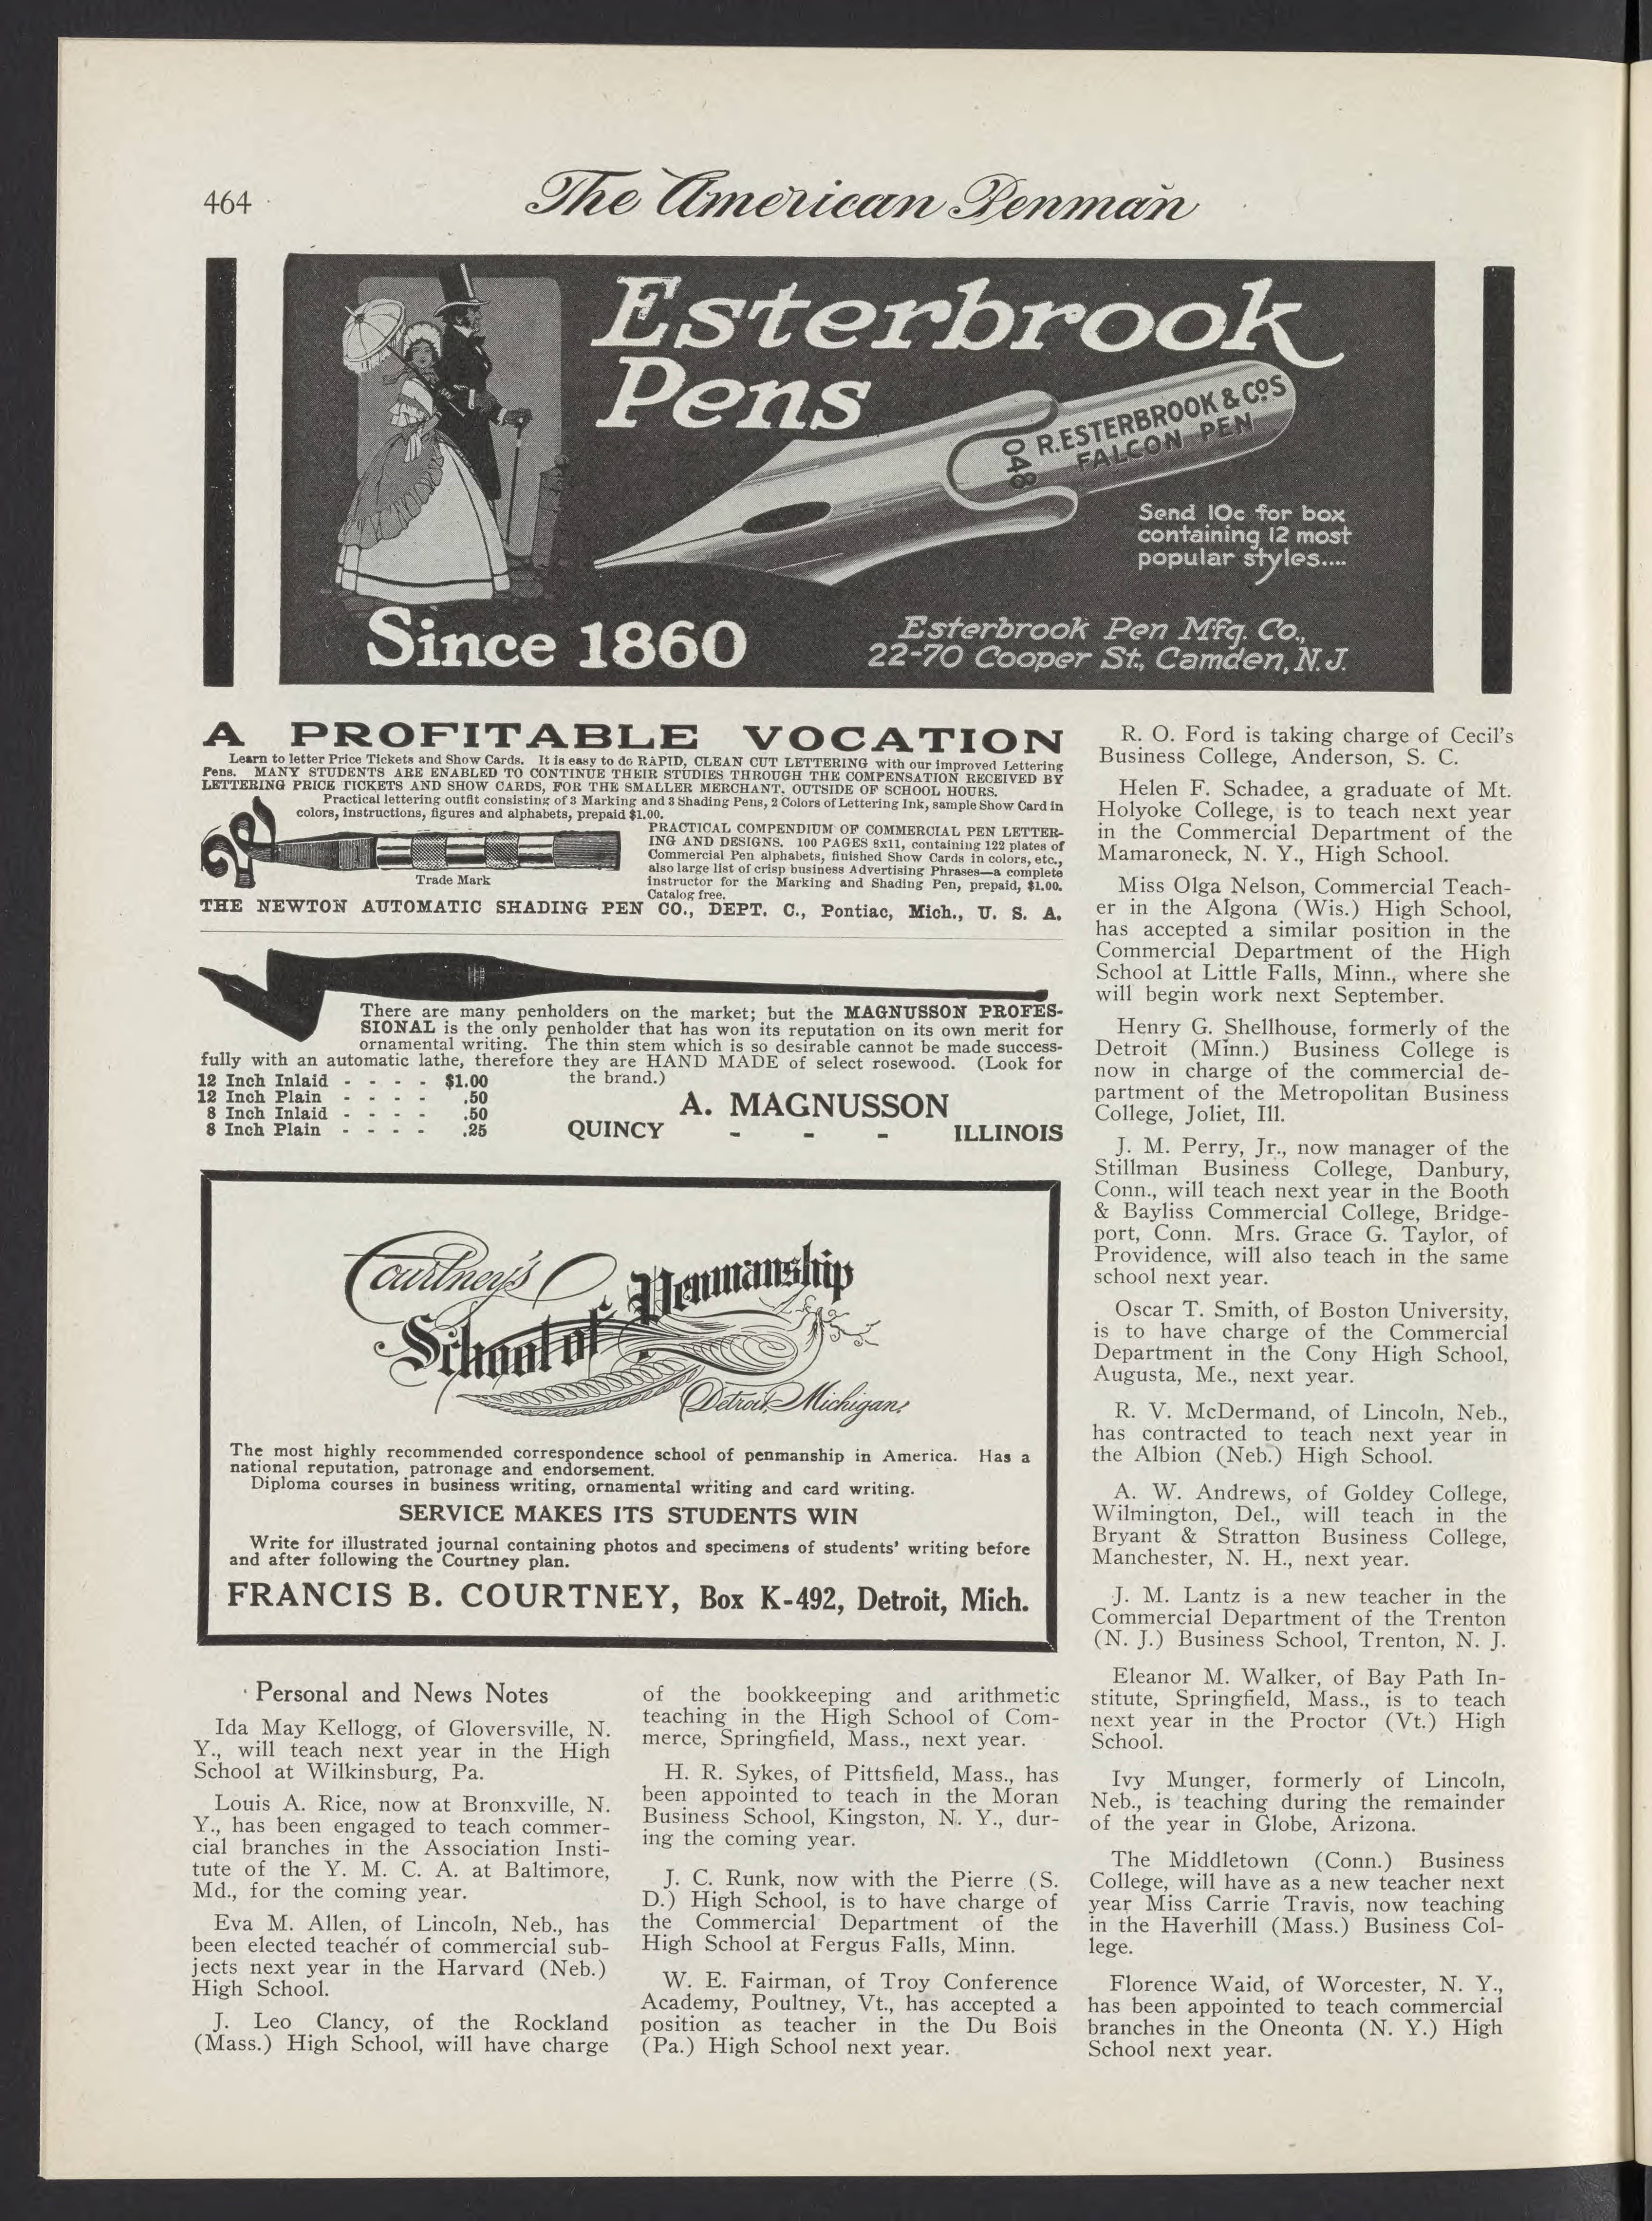 464
The American Penman
Esterbrook
Pens
R. ESTERBROOK & CO'S
FALCON PEN
048
Send 10c for box
containing 12 most
popular styles....
Since 1860
Esterbrook Pen Mfg. Co.,
22-70 Cooper St., Camden, N. J.
A PROFITABLE VOCATION
Learn to letter Price Tickets and Show Cards. It is easy to do RAPID, CLEAN CUT LETTERING with our improved Lettering
Pens. MANY STUDENTS ARE ENABLED TO CONTINUE THEIR STUDIES THROUGH THE COMPENSATION RECEIVED BY
LETTERING PRICE TICKETS AND SHOW CARDS, FOR THE SMALLER MERCHANT, OUTSIDE OF SCHOOL HOURS.
Practical lettering outfit consisting of 3 Marking and 3 Shading Pens, 2 Colors of Lettering Ink, sample Show Card in
colors, instructions, figures and alphabets, prepaid $1.00.
PRACTICAL COMPENDIUM OF COMMERCIAL PEN LETTER-
ING AND DESIGNS. 100 PAGES 8x11, containing 122 plates of
Commercial Pen alphabets, finished Show Cards in colors, etc.,
also large list of crisp business Advertising Phrases—a complete
instructor for the Marking and Shading Pen, prepaid, $1.00.
Catalog free.
Trade Mark
THE NEWTON AUTOMATIC SHADING PEN CO., DEPT. C., Pontiac, Mich., U. S. A.
There are many penholders on the market; but the MAGNUSSON PROFES-
SIONAL is the only penholder that has won its reputation on its own merit for
ornamental writing. The thin stem which is so desirable cannot be made success-
fully with an automatic lathe, therefore they are HAND MADE of select rosewood. (Look for
the brand.)
12 Inch Inlaid - - - - $1.00
12 Inch Plain - - - - .50
8 Inch Inlaid - - - - .50
8 Inch Plain - - - - .25
A. MAGNUSSON
QUINCY - - - ILLINOIS
Courtney's
School of Penmanship
Detroit, Michigan.
The most highly recommended correspondence school of penmanship in America. Has a
national reputation, patronage and endorsement.
Diploma courses in business writing, ornamental writing and card writing.
SERVICE MAKES ITS STUDENTS WIN
Write for illustrated journal containing photos and specimens of students' writing before
and after following the Courtney plan.
FRANCIS B. COURTNEY, Box K-492, Detroit, Mich.
Personal and News Notes
Ida May Kellogg, of Gloversville, N.
Y., will teach next year in the High
School at Wilkinsburg, Pa.
Louis A. Rice, now at Bronxville, N.
Y., has been engaged to teach commer-
cial branches in the Association Insti-
tute of the Y. M. C. A. at Baltimore,
Md., for the coming year.
Eva M. Allen, of Lincoln, Neb., has
been elected teacher of commercial sub-
jects next year in the Harvard (Neb.)
High School.
J. Leo Clancy, of the Rockland
(Mass.) High School, will have charge
of the bookkeeping and arithmetic
teaching in the High School of Com-
merce, Springfield, Mass., next year.
H. R. Sykes, of Pittsfield, Mass., has
been appointed to teach in the Moran
Business School, Kingston, N. Y., dur-
ing the coming year.
J. C. Runk, now with the Pierre (S.
D.) High School, is to have charge of
the Commercial Department of the
High School at Fergus Falls, Minn.
W. E. Fairman, of Troy Conference
Academy, Poultney, Vt., has accepted a
position as teacher in the Du Bois
(Pa.) High School next year.
R. O. Ford is taking charge of Cecil's
Business College, Anderson, S. C.
Helen F. Schadee, a graduate of Mt.
Holyoke College, is to teach next year
in the Commercial Department of the
Mamaroneck, N. Y., High School.
Miss Olga Nelson, Commercial Teach-
er in the Algona (Wis.) High School,
has accepted a similar position in the
Commercial Department of the High
School at Little Falls, Minn., where she
will begin work next September.
Henry G. Shellhouse, formerly of the
Detroit (Minn.) Business College is
now in charge of the commercial de-
partment of the Metropolitan Business
College, Joliet, Ill.
J. M. Perry, Jr., now manager of the
Stillman Business College, Danbury,
Conn., will teach next year in the Booth
& Bayliss Commercial College, Bridge-
port, Conn. Mrs. Grace G. Taylor, of
Providence, will also teach in the same
school next year.
Oscar T. Smith, of Boston University,
is to have charge of the Commercial
Department in the Cony High School,
Augusta, Me., next year.
R. V. McDermand, of Lincoln, Neb.,
has contracted to teach next year in
the Albion (Neb.) High School.
A. W. Andrews, of Goldey College,
Wilmington, Del., will teach in the
Bryant & Stratton Business College,
Manchester, N. H., next year.
J. M. Lantz is a new teacher in the
Commercial Department of the Trenton
(N. J.) Business School, Trenton, N. J.
Eleanor M. Walker, of Bay Path In-
stitute, Springfield, Mass., is to teach
next year in the Proctor (Vt.) High
School.
Ivy Munger, formerly of Lincoln,
Neb., is teaching during the remainder
of the year in Globe, Arizona.
The Middletown (Conn.) Business
College, will have as a new teacher next
year Miss Carrie Travis, now teaching
in the Haverhill (Mass.) Business Col-
lege.
Florence Waid, of Worcester, N. Y.,
has been appointed to teach commercial
branches in the Oneonta (N. Y.) High
School next year.